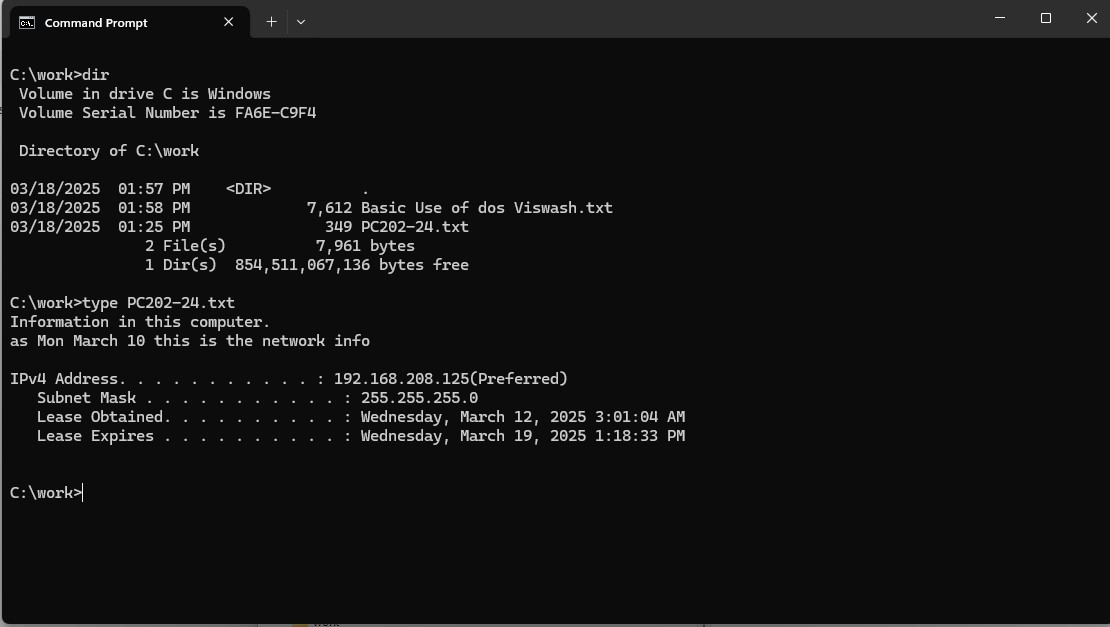 Command Prompt
C:\work>dir
 Volume in drive C is Windows
 Volume Serial Number is FA6E-C9F4
 Directory of C:\work
03/18/2025  01:57 PM    <DIR>          .
03/18/2025  01:58 PM             7,612 Basic Use of dos Viswash.txt
03/18/2025  01:25 PM               349 PC202-24.txt
               2 File(s)          7,961 bytes
               1 Dir(s)  854,511,067,136 bytes free
C:\work>type PC202-24.txt
Information in this computer.
as Mon March 10 this is the network info
IPv4 Address. . . . . . . . . . . : 192.168.208.125(Preferred)
   Subnet Mask . . . . . . . . . . . : 255.255.255.0
   Lease Obtained. . . . . . . . . . : Wednesday, March 12, 2025 3:01:04 AM
   Lease Expires . . . . . . . . . . : Wednesday, March 19, 2025 1:18:33 PM
C:\work>